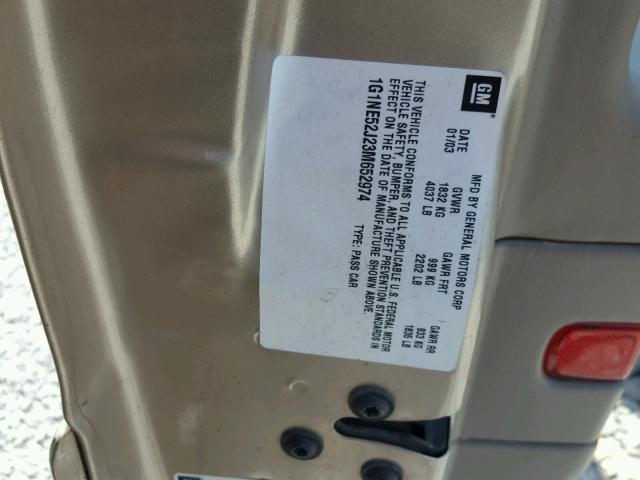 GM
MFD BY GENERAL MOTORS CORP
DATE GVWR GAWR FRT GAWR RR
01/03 1832 KG 999 KG 833 KG
4037 LB 2202 LB 1836 LB
THIS VEHICLE CONFORMS TO ALL APPLICABLE U.S. FEDERAL MOTOR
VEHICLE SAFETY, BUMPER, AND THEFT PREVENTION STANDARDS IN
EFFECT ON THE DATE OF MANUFACTURE SHOWN ABOVE.
1G1NE52J23M652974 TYPE: PASS CAR